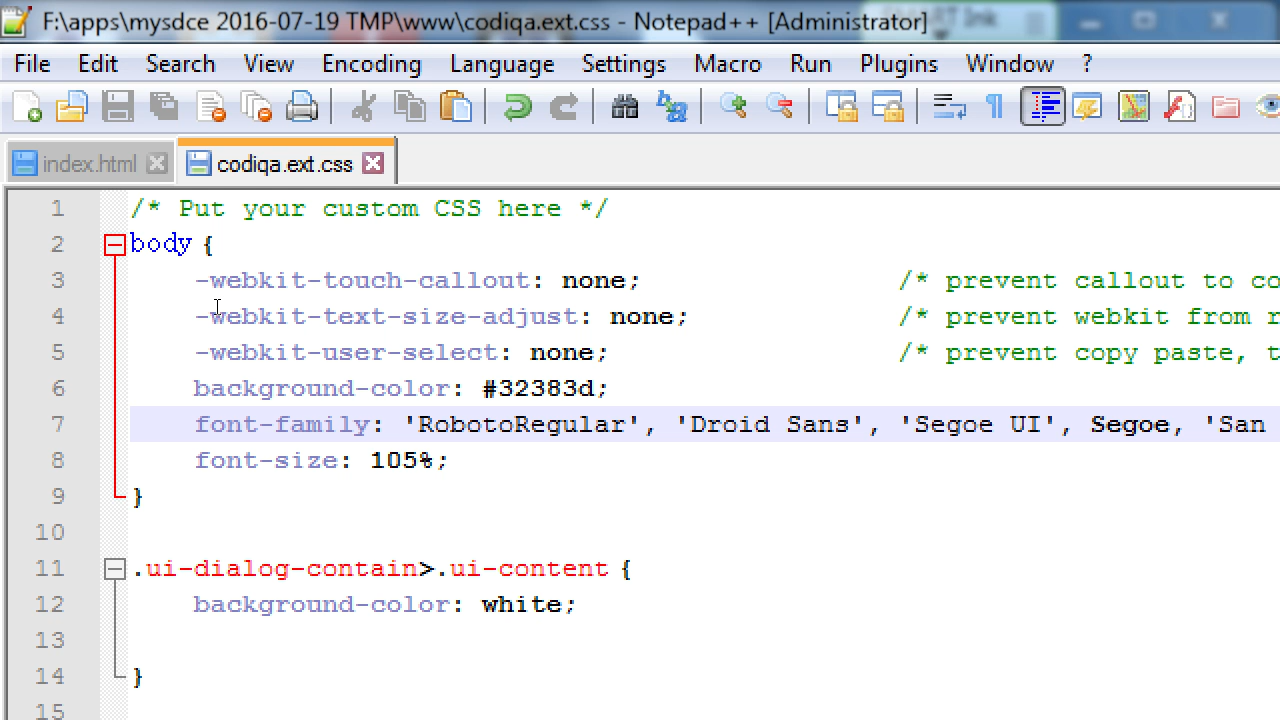 F:\apps\mysdce 2016-07-19 TMP\www\codiqa.ext.css - Notepad++ [Administrator]
File Edit Search View Encoding Language Settings Macro Run Plugins Window ?
index.html codiqa.ext.css
1 /* Put your custom CSS here */
2 body {
3 -webkit-touch-callout: none; /* prevent callout to co
4 -webkit-text-size-adjust: none; /* prevent webkit from r
5 -webkit-user-select: none; /* prevent copy paste, t
6 background-color: #32383d;
7 font-family: 'RobotoRegular', 'Droid Sans', 'Segoe UI', Segoe, 'San
8 font-size: 105%;
9 }
10
11 .ui-dialog-contain>.ui-content {
12 background-color: white;
13
14 }
15